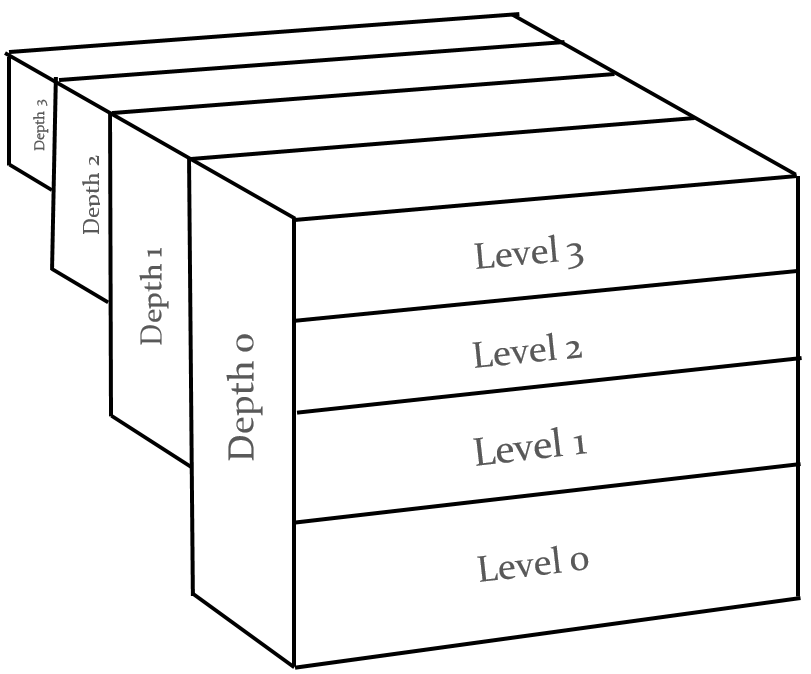 Depth 3
Depth 2
Depth 1
Depth 0
Level 3
Level 2
Level 1
Level 0